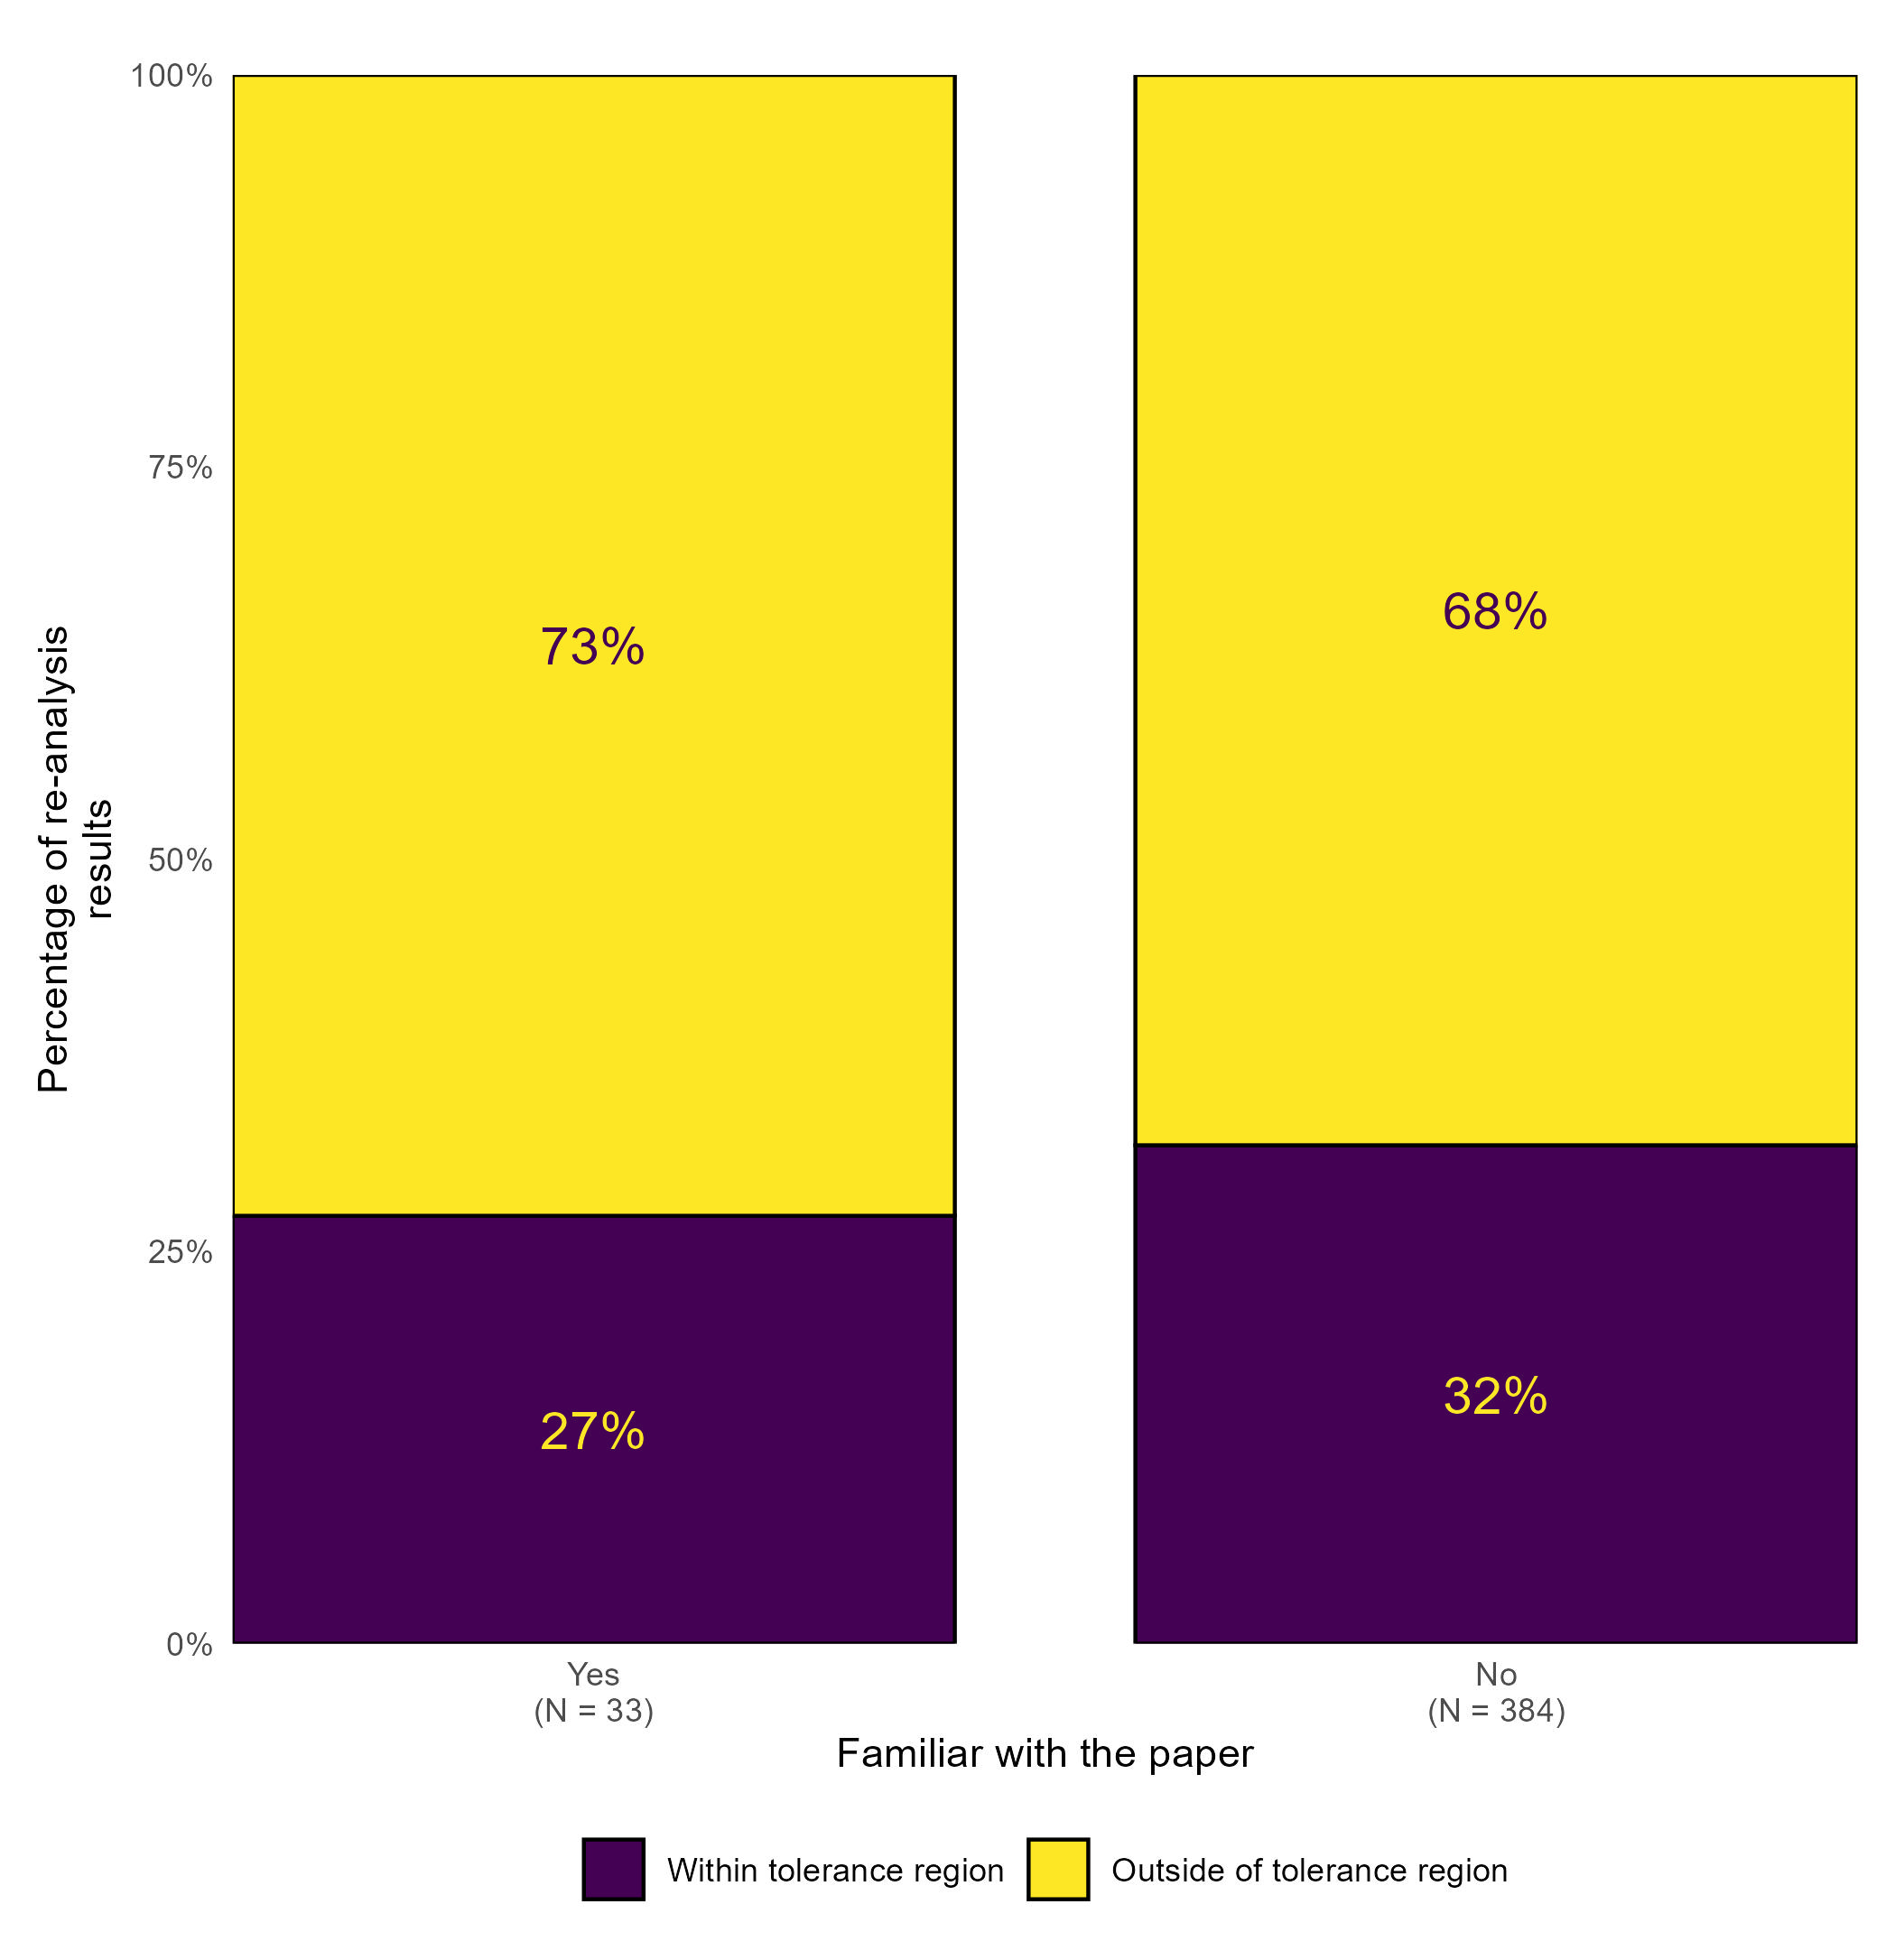 Percentage of re-analysis
results
100%
75%
50%
25%
0%
73%
27%
68%
32%
Yes
(N = 33)
No
(N = 384)
Familiar with the paper
Within tolerance region
Outside of tolerance region